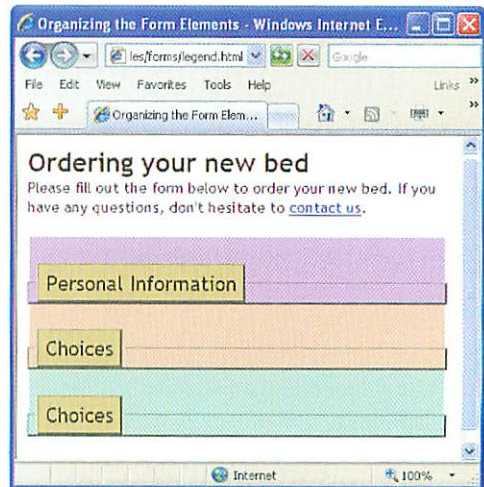 Organizing the Form Elements - Windows Internet E...
les/forms/legend.html
Google
File Edit View Favorites Tools Help Links »
Organizing the Form Elem... »
Ordering your new bed
Please fill out the form below to order your new bed. If you
have any questions, don't hesitate to contact us.
Personal Information
Choices
Choices
Internet 100%